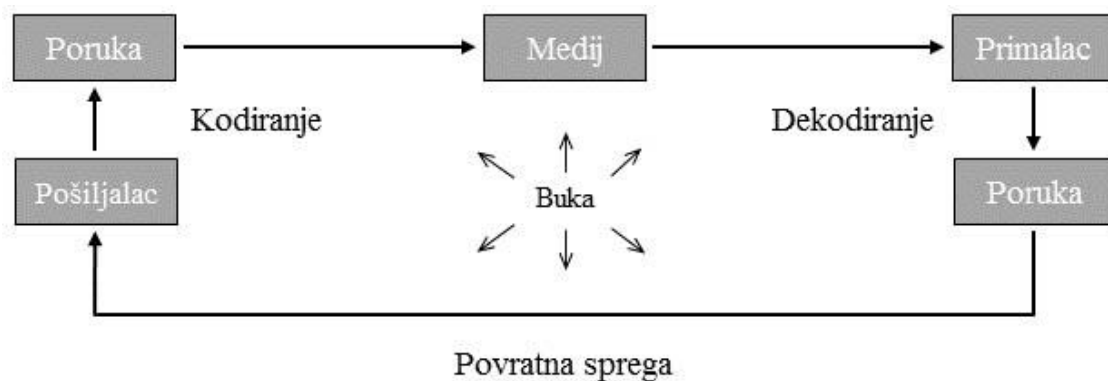 Poruka
Medij
Primalac
Kodiranje
Dekodiranje
Pošiljalac
Buka
Poruka
Povratna sprega